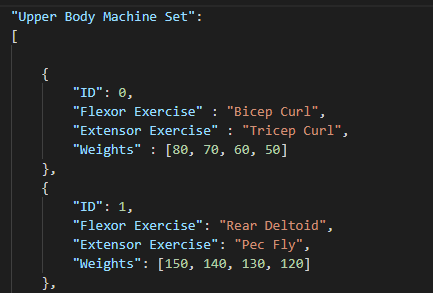 "Upper Body Machine Set":
[
{
"ID": 0,
"Flexor Exercise" : "Bicep Curl",
"Extensor Exercise" : "Tricep Curl",
"Weights" : [80, 70, 60, 50]
},
{
"ID": 1,
"Flexor Exercise": "Rear Deltoid",
"Extensor Exercise": "Pec Fly",
"Weights": [150, 140, 130, 120]
},